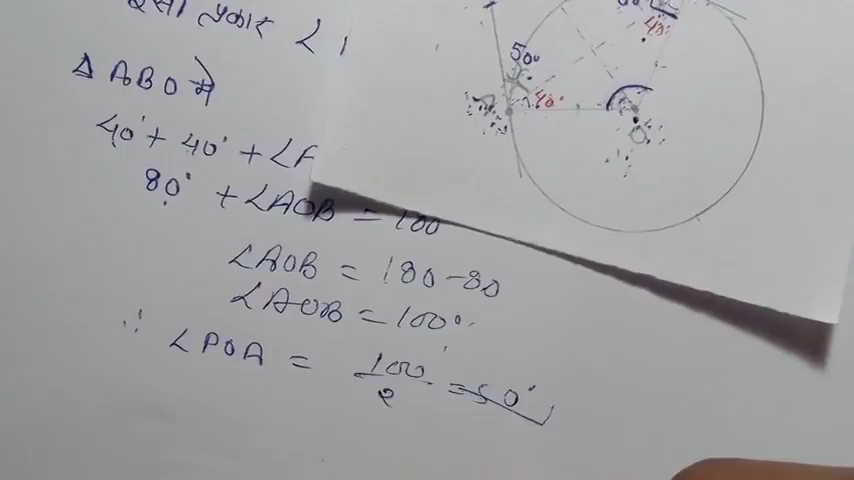 इसी प्रकार ∠
Δ ABO में
40° + 40° + ∠A
80° + ∠AOB = 180
∠AOB = 180 - 80
∠AOB = 100°
∴ ∠POA = 100/2 = 50°
50°
40°
40°
O